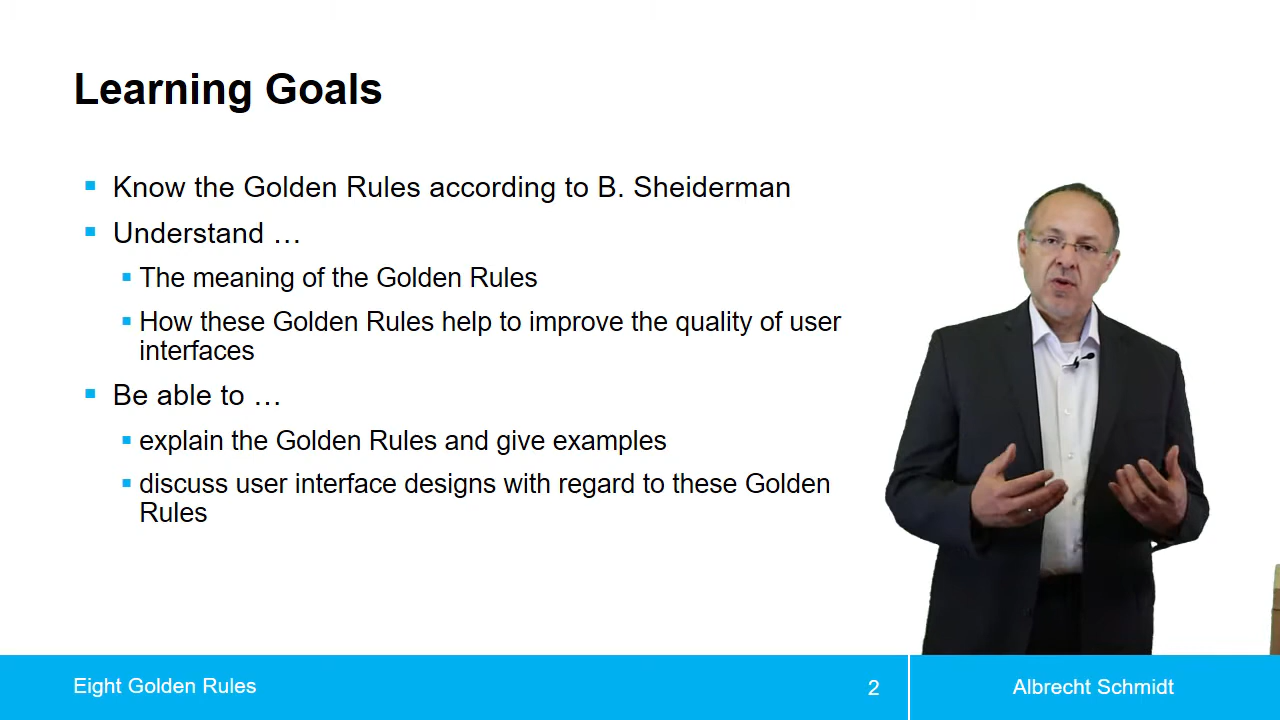 Learning Goals
Know the Golden Rules according to B. Sheiderman
Understand …
The meaning of the Golden Rules
How these Golden Rules help to improve the quality of user
interfaces
Be able to …
explain the Golden Rules and give examples
discuss user interface designs with regard to these Golden
Rules
Eight Golden Rules
2
Albrecht Schmidt